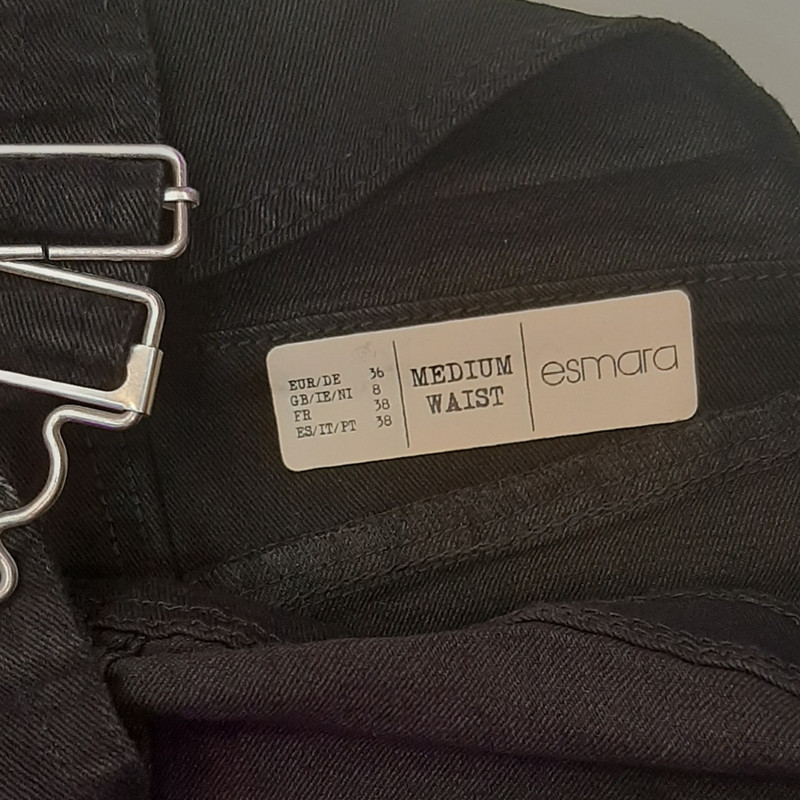 EUR/DE 36
GB/IE/NI 8
FR 38
ES/IT/PT 38
MEDIUM
WAIST
esmara